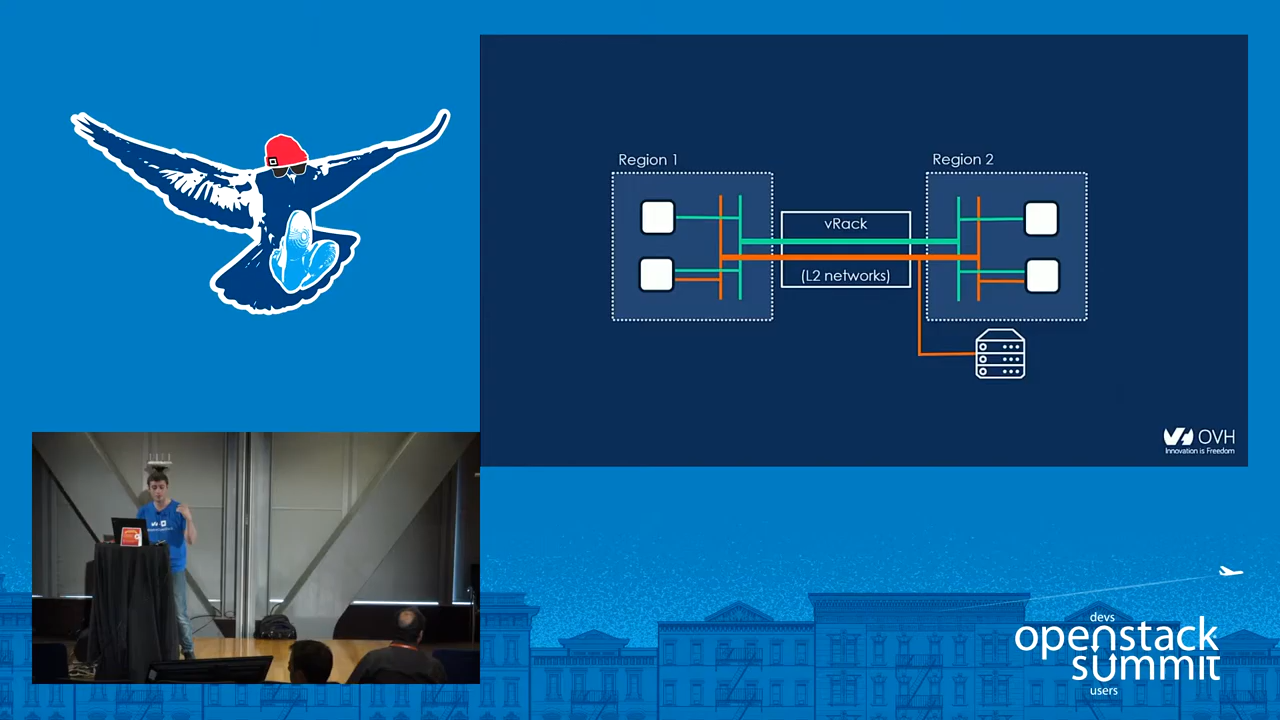 Region 1
Region 2
vRack
(L2 networks)
OVH
Innovation is Freedom
devs
openstack
summit
users